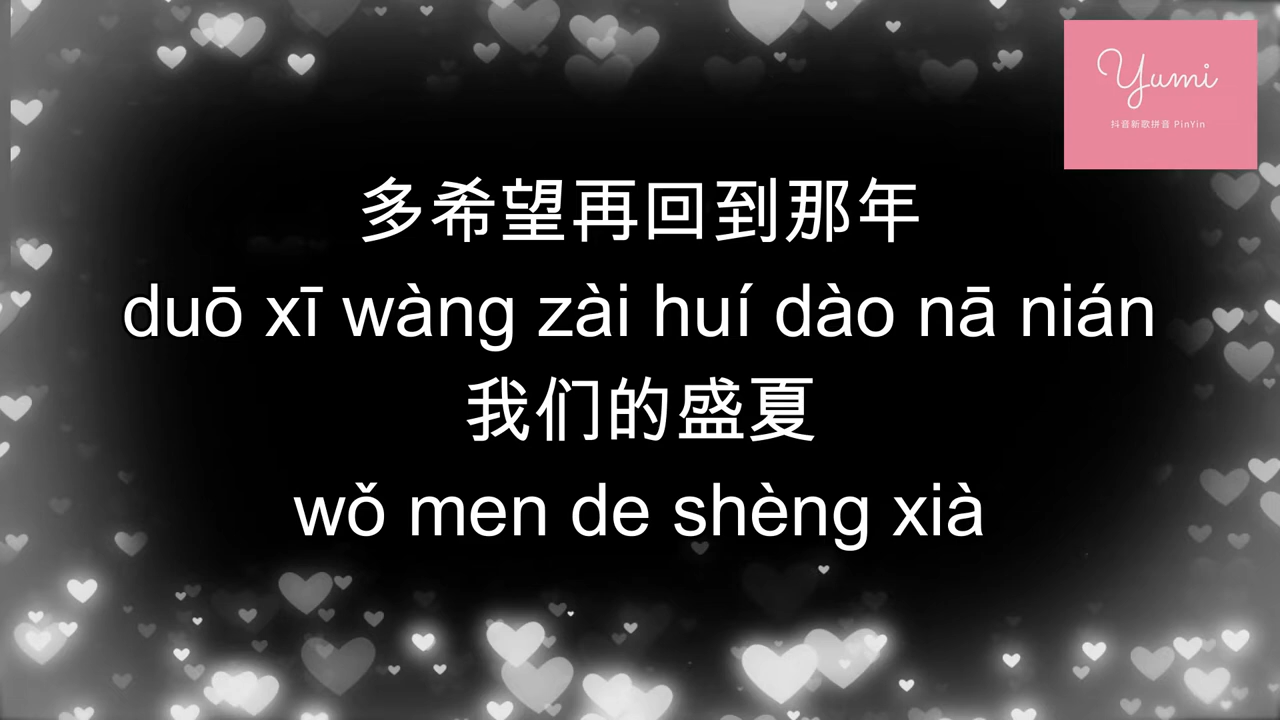 Yumi
抖音新歌拼音 PinYin
多希望再回到那年
duō xī wàng zài huí dào nā nián
我们的盛夏
wǒ men de shèng xià